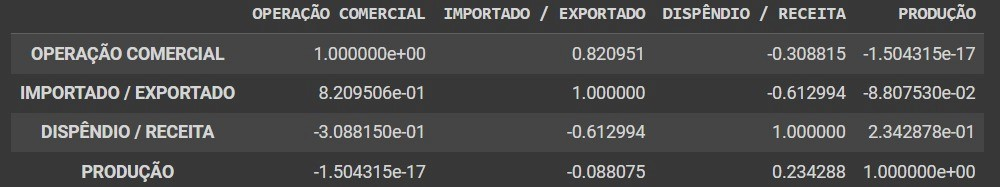 OPERAÇÃO COMERCIAL IMPORTADO / EXPORTADO DISPÊNDIO / RECEITA PRODUÇÃO
OPERAÇÃO COMERCIAL 1.000000e+00 0.820951 -0.308815 -1.504315e-17
IMPORTADO / EXPORTADO 8.209506e-01 1.000000 -0.612994 -8.807530e-02
DISPÊNDIO / RECEITA -3.088150e-01 -0.612994 1.000000 2.342878e-01
PRODUÇÃO -1.504315e-17 -0.088075 0.234288 1.000000e+00